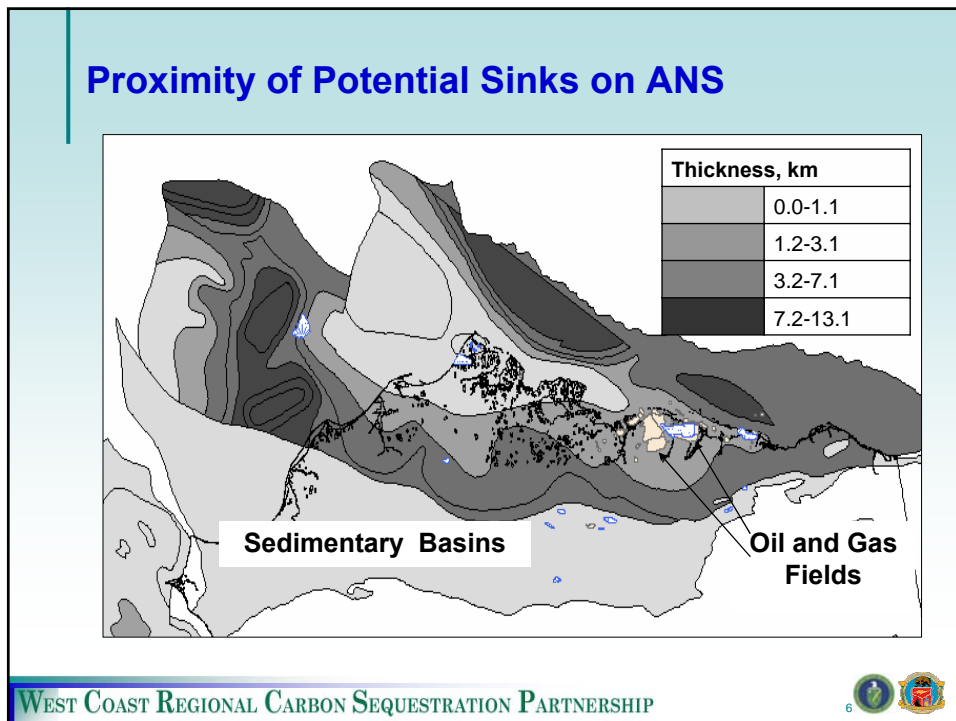 Proximity of Potential Sinks on ANS
Thickness, km
0.0-1.1
1.2-3.1
3.2-7.1
7.2-13.1
Sedimentary Basins
Oil and Gas
Fields
WEST COAST REGIONAL CARBON SEQUESTRATION PARTNERSHIP
6